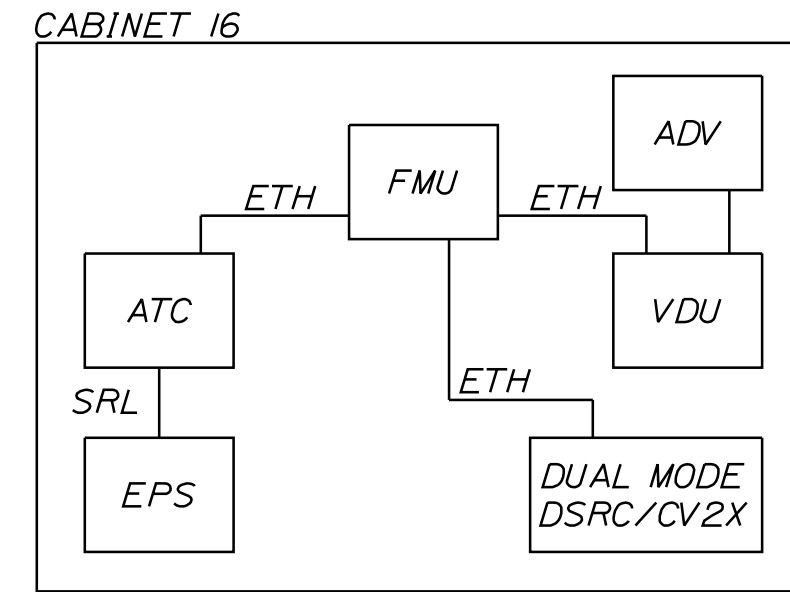 CABINET 16
ADV
FMU
ETH
ETH
ATC
VDU
ETH
SRL
EPS
DUAL MODE
DSRC/CV2X